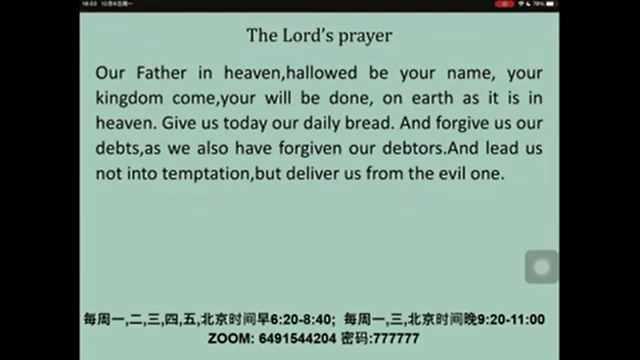 The Lord's prayer
Our Father in heaven,hallowed be your name, your
kingdom come,your will be done, on earth as it is in
heaven. Give us today our daily bread. And forgive us our
debts,as we also have forgiven our debtors.And lead us
not into temptation,but deliver us from the evil one.
每周一,二,三,四,五,北京时间早6:20-8:40; 每周一,三,北京时间晚9:20-11:00
ZOOM: 6491544204 密码:777777